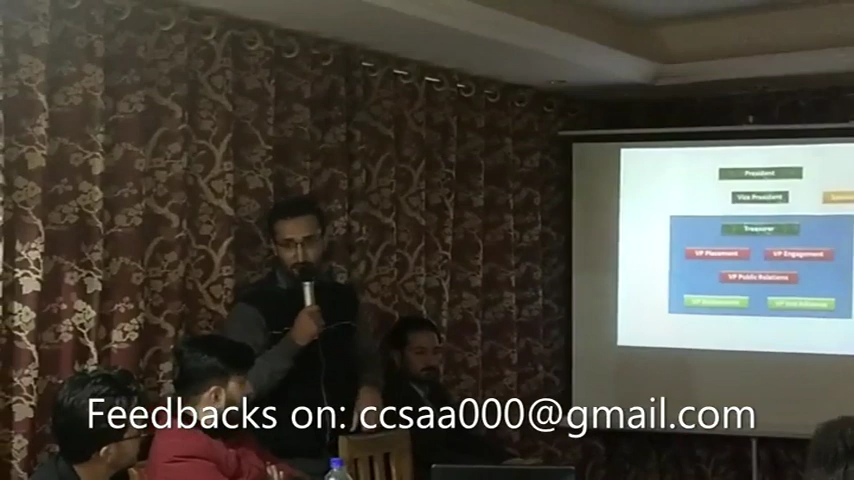 President
Vice President
Treasurer
VP Placement
VP Engagement
VP Public Relations
Feedbacks on: ccsaa000@gmail.com